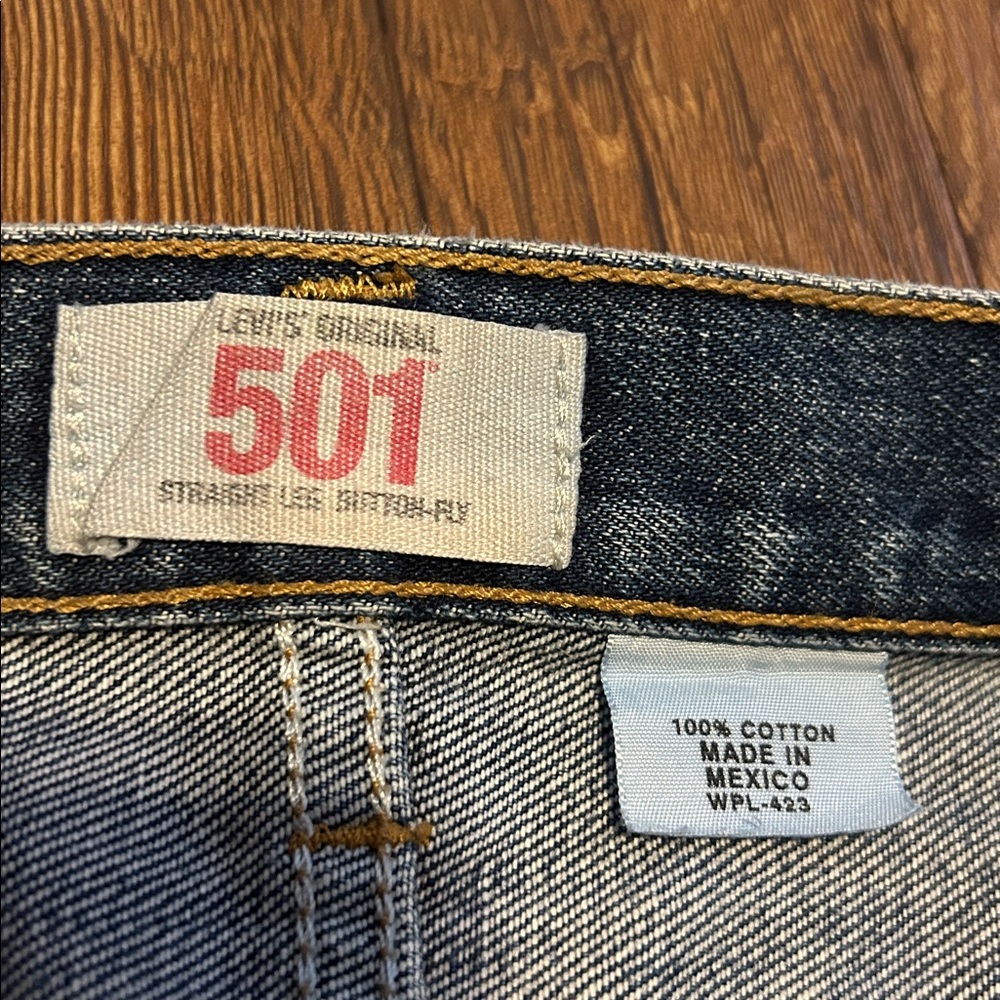 LEVI'S® ORIGINAL
501®
STRAIGHT LEG BUTTON-FLY
100% COTTON
MADE IN
MEXICO
WPL-423